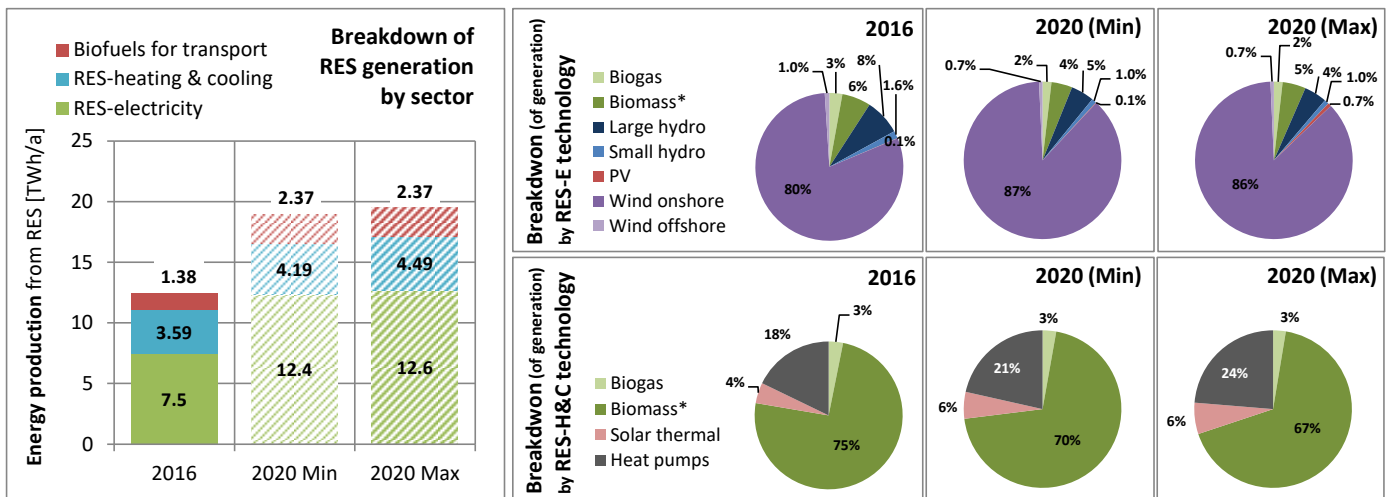 Breakdown of
RES generation
by sector
Biofuels for transport
RES-heating & cooling
RES-electricity
Energy production from RES [TWh/a]
25
20
15
10
5
0
1.38
3.59
7.5
2.37
4.19
12.4
2.37
4.49
12.6
2016
2020 Min
2020 Max
Breakdwon (of generation)
by RES-E technology
Biogas
Biomass*
Large hydro
Small hydro
PV
Wind onshore
Wind offshore
2016
1.0%
3%
6%
8%
1.6%
0.1%
80%
2020 (Min)
0.7%
2%
4%
5%
1.0%
0.1%
87%
2020 (Max)
0.7%
2%
5%
4%
1.0%
0.7%
86%
Breakdwon (of generation)
by RES-H&C technology
Biogas
Biomass*
Solar thermal
Heat pumps
2016
18%
3%
4%
75%
2020 (Min)
3%
21%
6%
70%
2020 (Max)
3%
24%
6%
67%